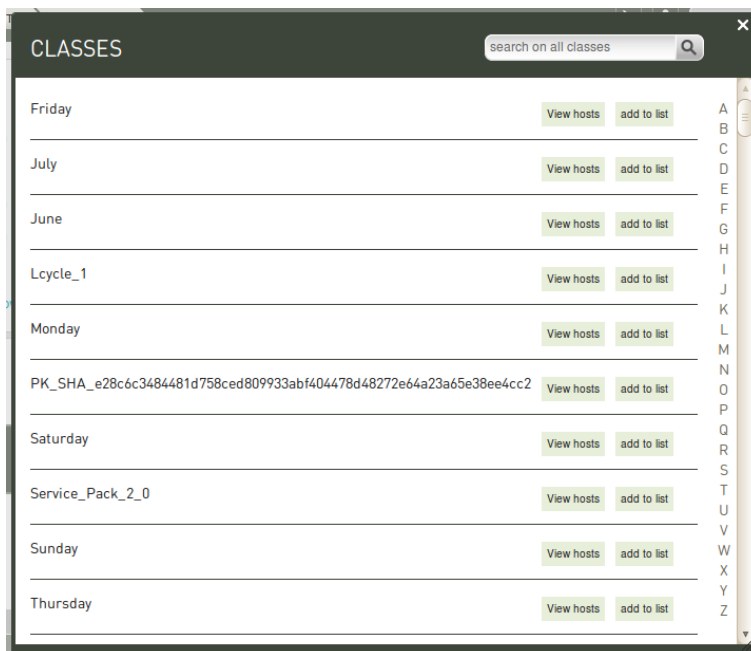 CLASSES
search on all classes
Friday View hosts add to list
July View hosts add to list
June View hosts add to list
Lcycle_1 View hosts add to list
Monday View hosts add to list
PK_SHA_e28c6c3484481d758ced809933abf404478d48272e64a23a65e38ee4cc2 View hosts add to list
Saturday View hosts add to list
Service_Pack_2_0 View hosts add to list
Sunday View hosts add to list
Thursday View hosts add to list
A
B
C
D
E
F
G
H
I
J
K
L
M
N
O
P
Q
R
S
T
U
V
W
X
Y
Z